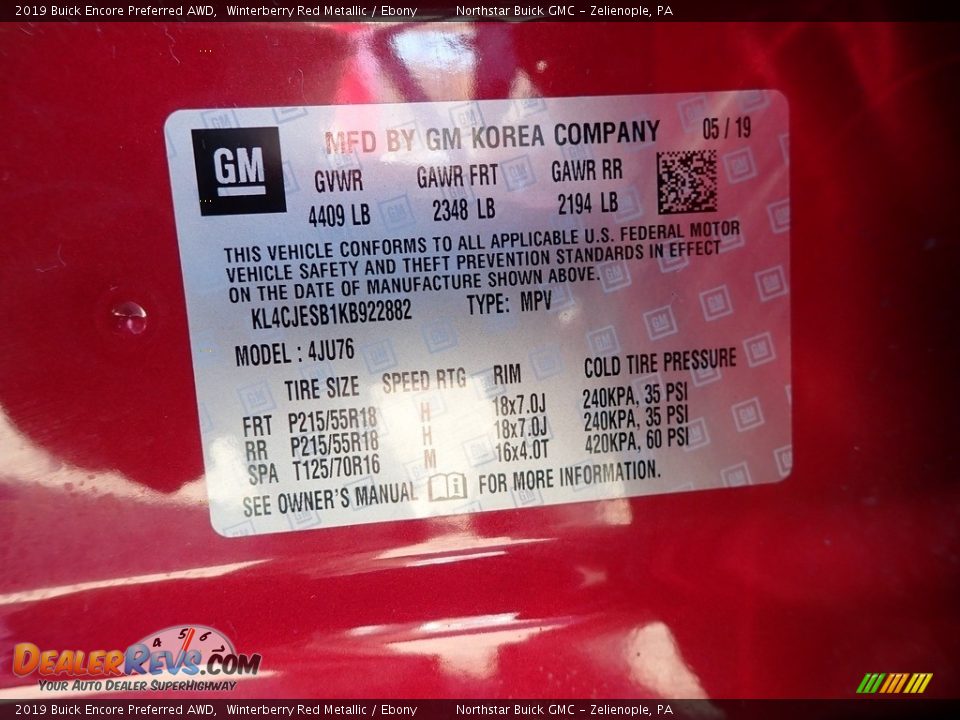 2019 Buick Encore Preferred AWD, Winterberry Red Metallic / Ebony Northstar Buick GMC - Zelienople, PA
GM
MFD BY GM KOREA COMPANY 05 / 19
GVWR GAWR FRT GAWR RR
4409 LB 2348 LB 2194 LB
THIS VEHICLE CONFORMS TO ALL APPLICABLE U.S. FEDERAL MOTOR
VEHICLE SAFETY AND THEFT PREVENTION STANDARDS IN EFFECT
ON THE DATE OF MANUFACTURE SHOWN ABOVE.
KL4CJESB1KB922882 TYPE: MPV
MODEL : 4JU76
TIRE SIZE SPEED RTG RIM COLD TIRE PRESSURE
FRT P215/55R18 H 18x7.0J 240KPA, 35 PSI
RR P215/55R18 H 18x7.0J 240KPA, 35 PSI
SPA T125/70R16 M 16x4.0T 420KPA, 60 PSI
SEE OWNER'S MANUAL FOR MORE INFORMATION.
4 5 6 7
DEALERREVS.COM
YOUR AUTO DEALER SUPERHIGHWAY
2019 Buick Encore Preferred AWD, Winterberry Red Metallic / Ebony Northstar Buick GMC - Zelienople, PA